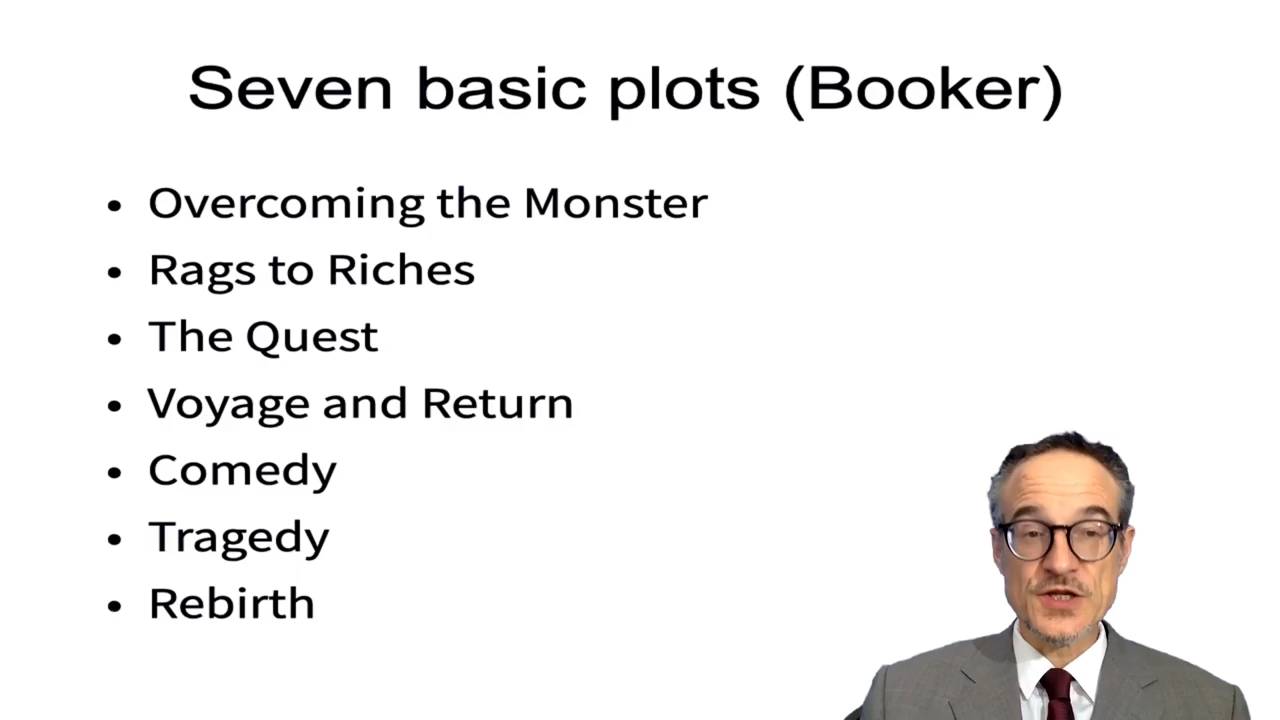 Seven basic plots (Booker)
• Overcoming the Monster
• Rags to Riches
• The Quest
• Voyage and Return
• Comedy
• Tragedy
• Rebirth